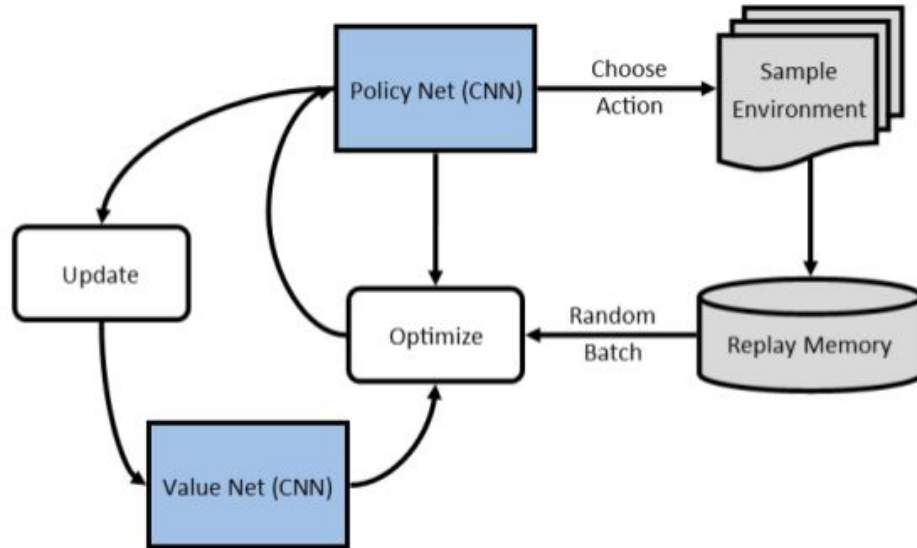 Policy Net (CNN)
Choose
Action
Sample
Environment
Update
Optimize
Random
Batch
Replay Memory
Value Net (CNN)